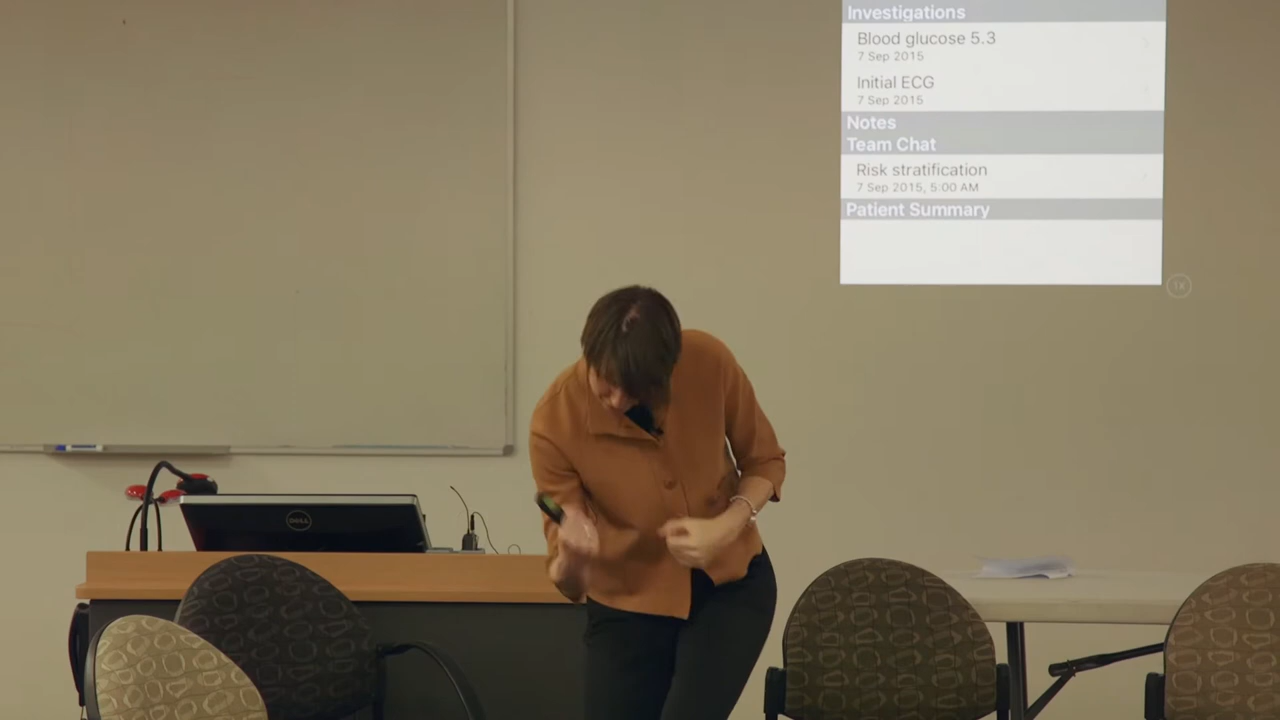 Investigations
Blood glucose 5.3
7 Sep 2015
Initial ECG
7 Sep 2015
Notes
Team Chat
Risk stratification
7 Sep 2015, 5:00 AM
Patient Summary
1x
DELL